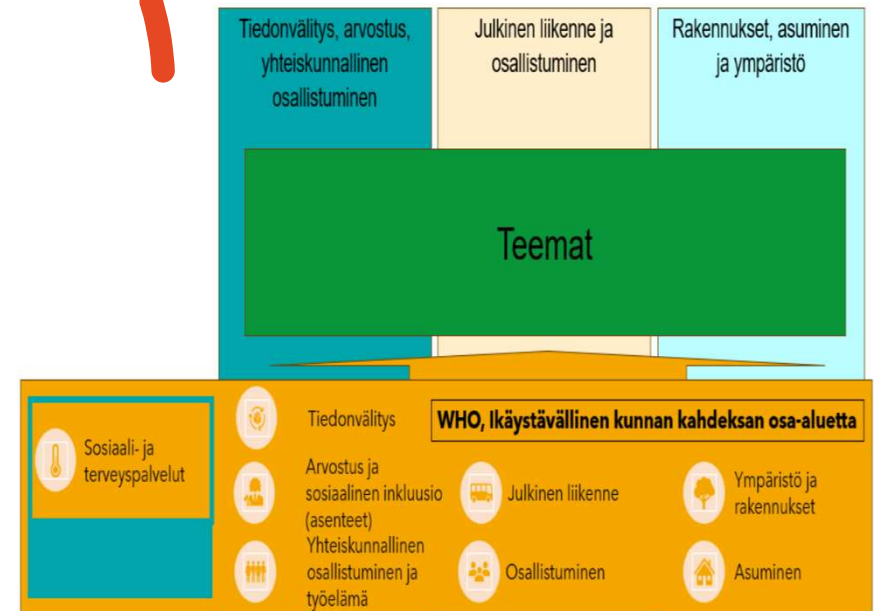 Tiedonvälitys, arvostus,
yhteiskunnallinen
osallistuminen
Julkinen liikenne ja
osallistuminen
Rakennukset, asuminen
ja ympäristö
Teemat
WHO, Ikäystävällinen kunnan kahdeksan osa-aluetta
Sosiaali- ja
terveyspalvelut
Tiedonvälitys
Arvostus ja
sosiaalinen inkluusio
(asenteet)
Yhteiskunnallinen
osallistuminen ja
työelämä
Julkinen liikenne
Osallistuminen
Ympäristö ja
rakennukset
Asuminen